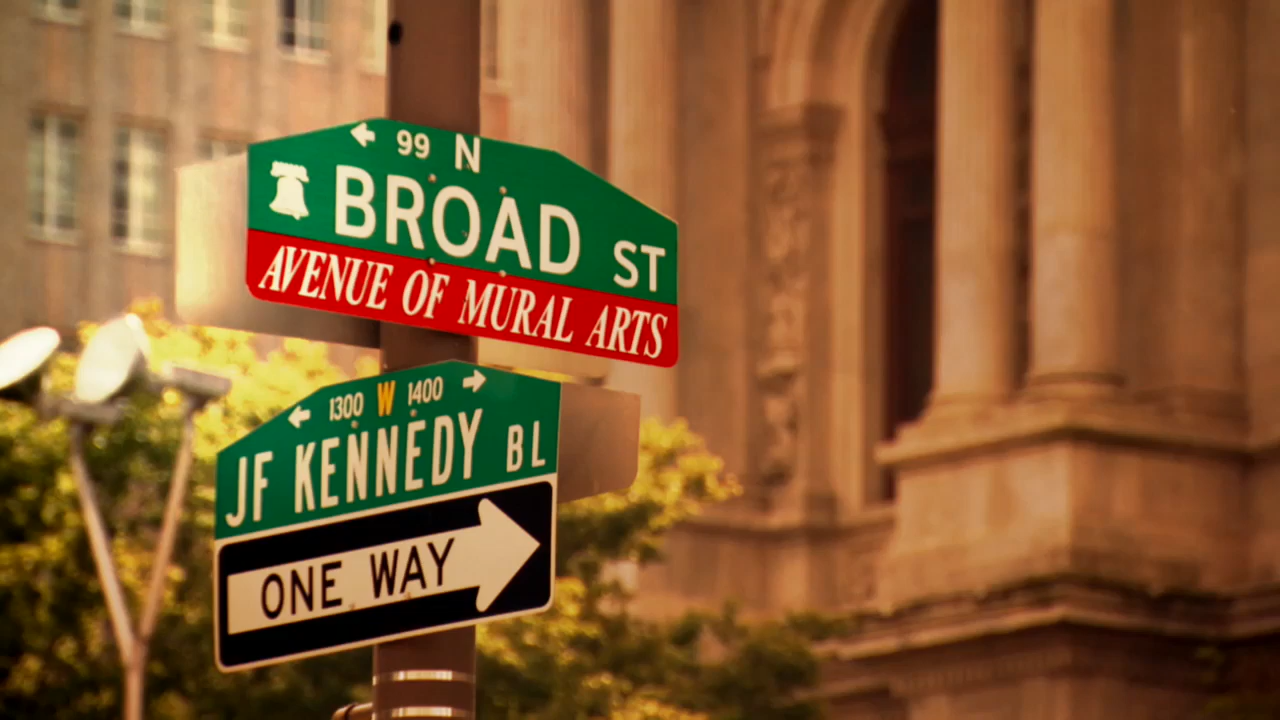 ← 99 N
BROAD ST
AVENUE OF MURAL ARTS
← 1300 W 1400 →
JF KENNEDY BL
ONE WAY